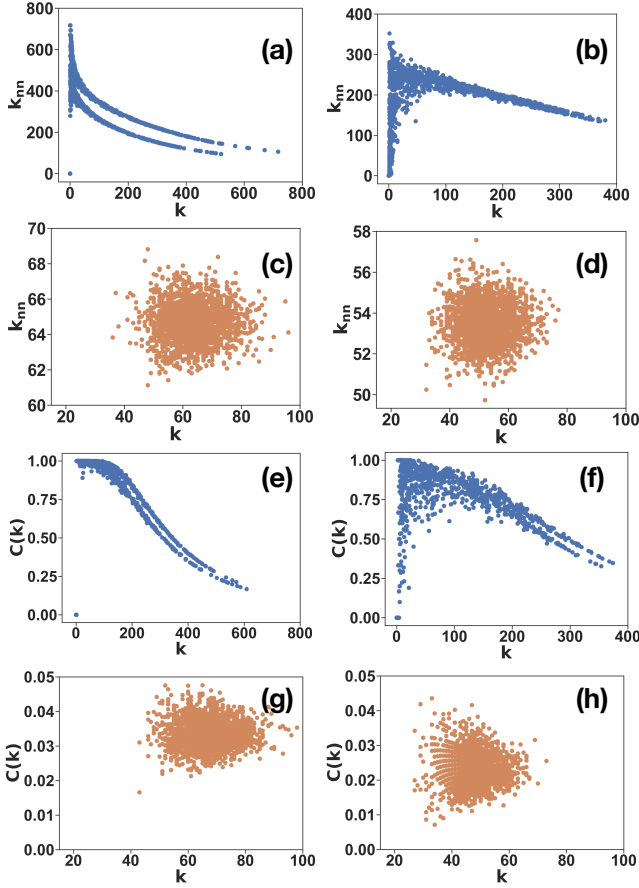 800
600
400
200
0
k_nn
(a)
0 200 400 600 800
k
400
300
200
100
0
k_nn
(b)
0 100 200 300 400
k
70
68
66
64
62
60
k_nn
(c)
20 40 60 80 100
k
58
56
54
52
50
k_nn
(d)
20 40 60 80 100
k
1.00
0.75
0.50
0.25
0.00
C(k)
(e)
0 200 400 600 800
k
1.00
0.75
0.50
0.25
0.00
C(k)
(f)
0 100 200 300 400
k
0.05
0.04
0.03
0.02
0.01
0.00
C(k)
(g)
20 40 60 80 100
k
0.05
0.04
0.03
0.02
0.01
0.00
C(k)
(h)
20 40 60 80 100
k